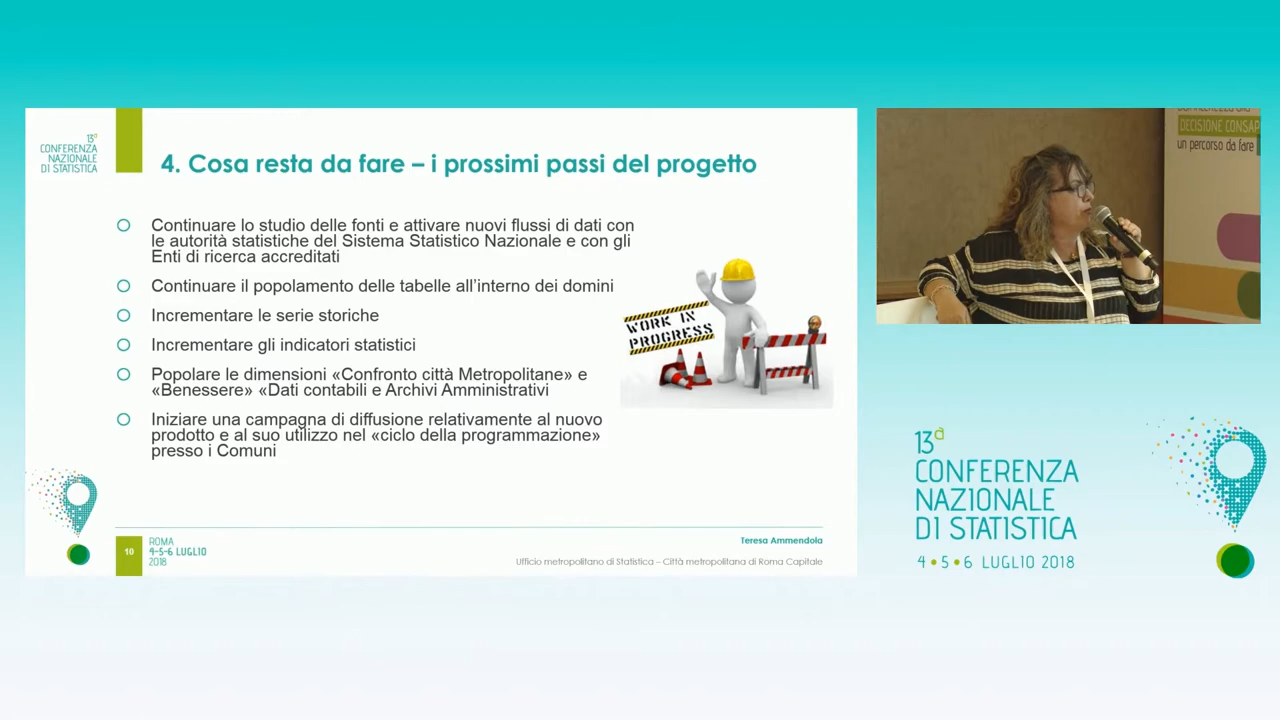 13ª
CONFERENZA
NAZIONALE
DI STATISTICA
4. Cosa resta da fare – i prossimi passi del progetto
Continuare lo studio delle fonti e attivare nuovi flussi di dati con
le autorità statistiche del Sistema Statistico Nazionale e con gli
Enti di ricerca accreditati
Continuare il popolamento delle tabelle all’interno dei domini
Incrementare le serie storiche
Incrementare gli indicatori statistici
Popolare le dimensioni «Confronto città Metropolitane» e
«Benessere» «Dati contabili e Archivi Amministrativi
Iniziare una campagna di diffusione relativamente al nuovo
prodotto e al suo utilizzo nel «ciclo della programmazione»
presso i Comuni
WORK IN
PROGRESS
10
ROMA
4-5-6 LUGLIO
2018
Teresa Ammendola
Ufficio metropolitano di Statistica – Città metropolitana di Roma Capitale
DECISIONE CONSAP
un percorso da fare
13ª
CONFERENZA
NAZIONALE
DI STATISTICA
4 • 5 • 6 LUGLIO 2018